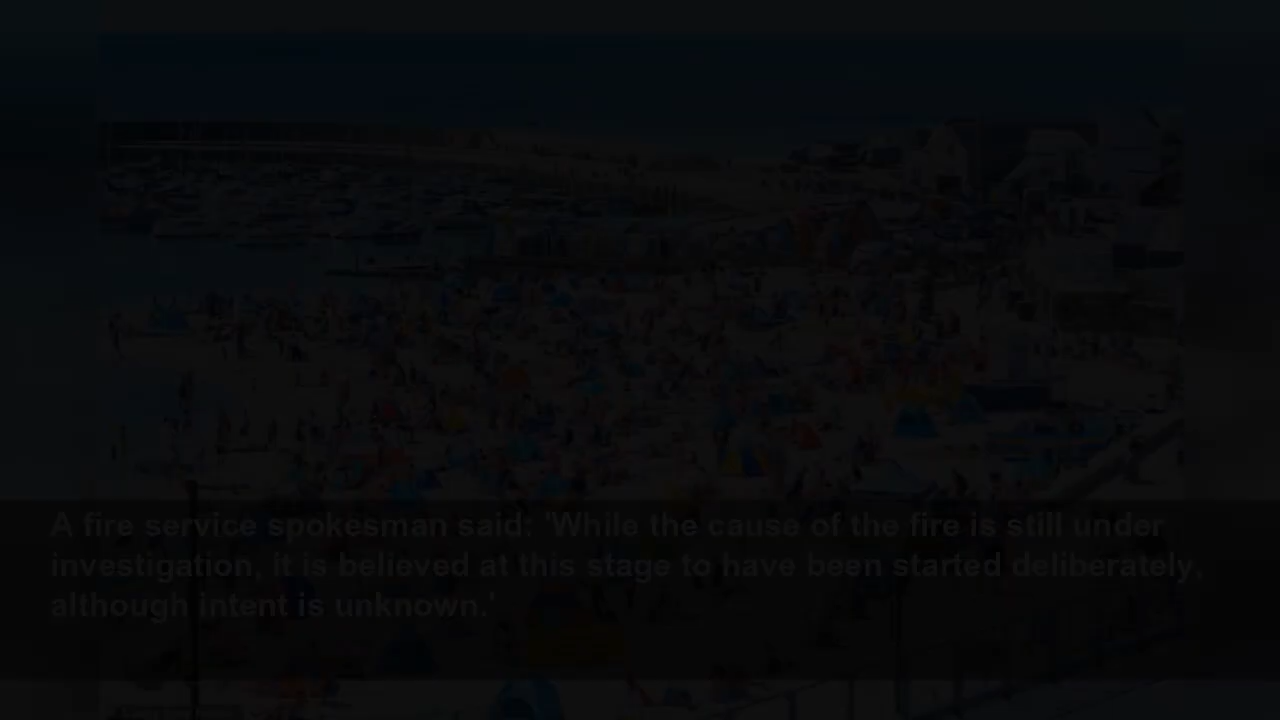 A fire service spokesman said: 'While the cause of the fire is still under
investigation, it is believed at this stage to have been started deliberately,
although intent is unknown.'